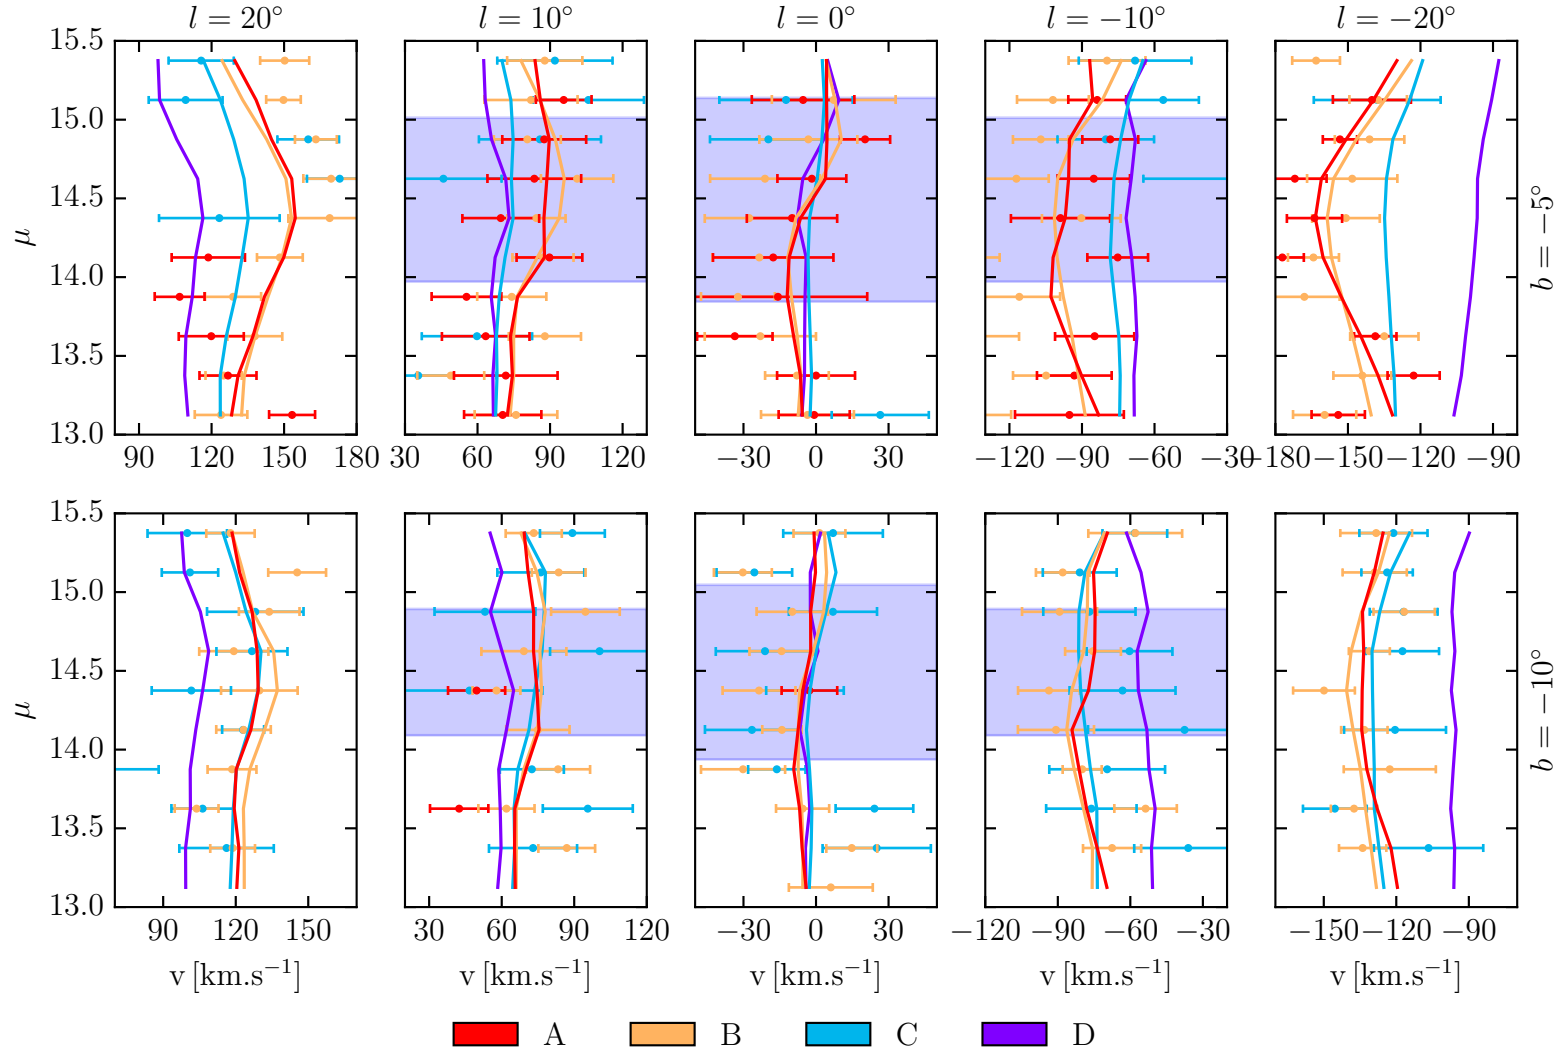 l = 20° l = 10° l = 0° l = −10° l = −20°
15.5
15.0
14.5
μ
14.0
13.5
13.0
b = −5°
90 120 150 180 30 60 90 120 −30 0 30 −120 −90 −60 −30 −180 −150 −120 −90
15.5
15.0
14.5
μ
14.0
13.5
13.0
b = −10°
90 120 150 30 60 90 120 −30 0 30 −120 −90 −60 −30 −150 −120 −90
v [km.s⁻¹] v [km.s⁻¹] v [km.s⁻¹] v [km.s⁻¹] v [km.s⁻¹]
A B C D